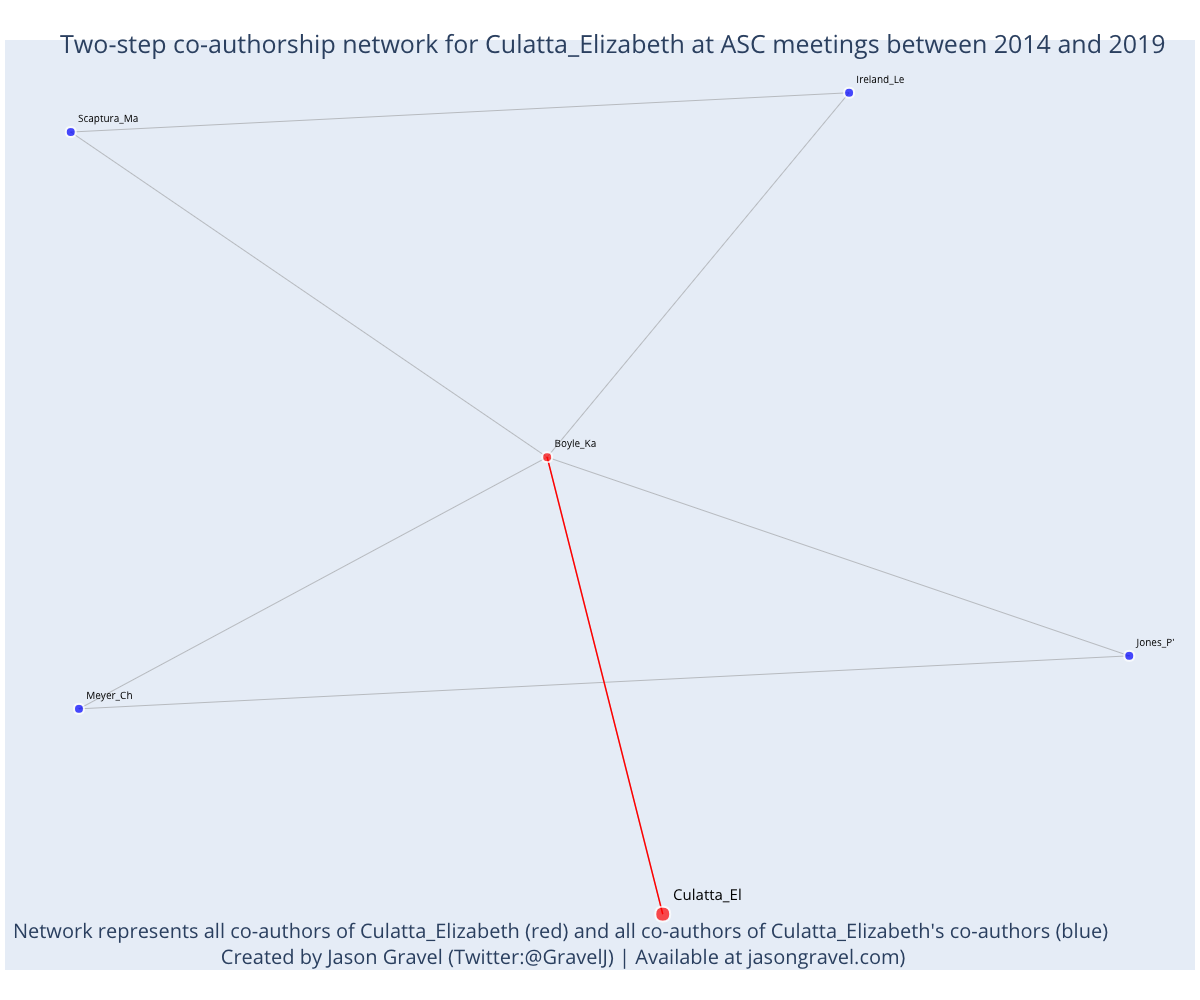 Two-step co-authorship network for Culatta_Elizabeth at ASC meetings between 2014 and 2019
Ireland_Le
Scaptura_Ma
Boyle_Ka
Jones_P'
Meyer_Ch
Culatta_El
Network represents all co-authors of Culatta_Elizabeth (red) and all co-authors of Culatta_Elizabeth's co-authors (blue)
Created by Jason Gravel (Twitter:@GravelJ) | Available at jasongravel.com)